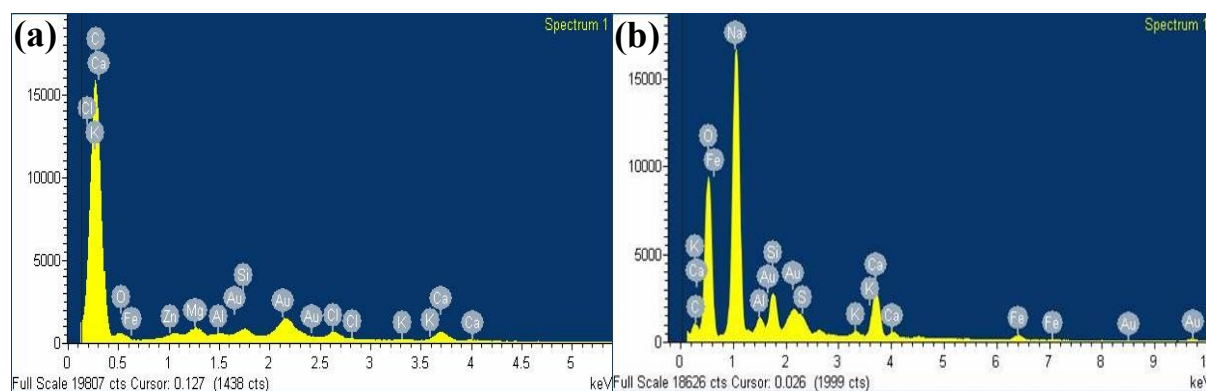 (a)
Spectrum 1
C
Ca
Cl
K
O
Fe
Zn
Mg
Al
Au
Si
Au
Au
Cl
Cl
K
K
Ca
Ca
15000
10000
5000
0
0 0.5 1 1.5 2 2.5 3 3.5 4 4.5 5
Full Scale 19807 cts Cursor: 0.127 (1438 cts) keV
(b)
Spectrum 1
Na
O
Fe
K
Ca
C
Al
Au
Si
Au
S
K
K
Ca
Ca
Fe
Fe
Au
Au
15000
10000
5000
0
0 1 2 3 4 5 6 7 8 9
Full Scale 18626 cts Cursor: 0.026 (1999 cts) keV